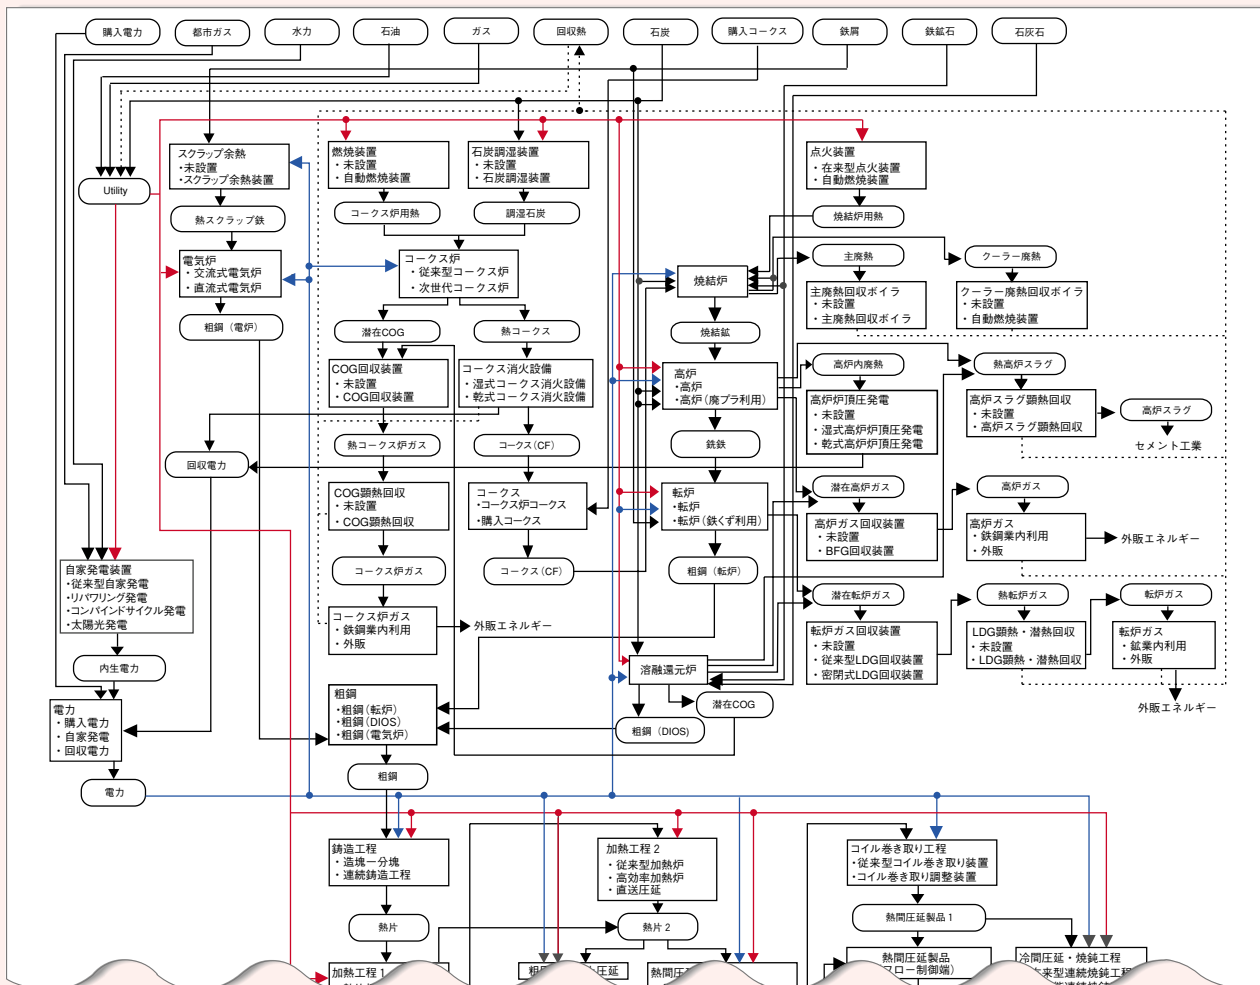 購入電力
都市ガス
水力
石油
ガス
回収熱
石炭
購入コークス
鉄屑
鉄鉱石
石灰石
スクラップ余熱
・未設置
・スクラップ余熱装置
燃焼装置
・未設置
・自動燃焼装置
石炭調湿装置
・未設置
・石炭調湿装置
点火装置
・在来型点火装置
・自動燃焼装置
Utility
熱スクラップ鉄
コークス炉用熱
調湿石炭
焼結炉用熱
電気炉
・交流式電気炉
・直流式電気炉
コークス炉
・従来型コークス炉
・次世代コークス炉
焼結炉
主廃熱
クーラー廃熱
主廃熱回収ボイラ
・未設置
・主廃熱回収ボイラ
クーラー廃熱回収ボイラ
・未設置
・自動燃焼装置
粗鋼（電炉）
潜在COG
熱コークス
焼結鉱
COG回収装置
・未設置
・COG回収装置
コークス消火設備
・湿式コークス消火設備
・乾式コークス消火設備
高炉
・高炉
・高炉（廃プラ利用）
高炉内廃熱
熱高炉スラグ
高炉炉頂圧発電
・未設置
・湿式高炉炉頂圧発電
・乾式高炉炉頂圧発電
高炉スラグ顕熱回収
・未設置
・高炉スラグ顕熱回収
高炉スラグ
セメント工業
熱コークス炉ガス
コークス（CF）
銑鉄
回収電力
COG顕熱回収
・未設置
・COG顕熱回収
コークス
・コークス炉コークス
・購入コークス
転炉
・転炉
・転炉（鉄くず利用）
潜在高炉ガス
高炉ガス
高炉ガス回収装置
・未設置
・BFG回収装置
高炉ガス
・鉄鋼業内利用
・外販
外販エネルギー
自家発電装置
・従来型自家発電
・リパワリング発電
・コンバインドサイクル発電
・太陽光発電
コークス炉ガス
コークス（CF）
粗鋼（転炉）
潜在転炉ガス
熱転炉ガス
転炉ガス
コークス炉ガス
・鉄鋼業内利用
・外販
外販エネルギー
転炉ガス回収装置
・未設置
・従来型LDG回収装置
・密閉式LDG回収装置
LDG顕熱・潜熱回収
・未設置
・LDG顕熱・潜熱回収
転炉ガス
・鉱業内利用
・外販
外販エネルギー
内生電力
溶融還元炉
潜在COG
粗鋼（DIOS)
電力
・購入電力
・自家発電
・回収電力
粗鋼
・粗鋼（転炉）
・粗鋼（DIOS）
・粗鋼（電気炉）
粗鋼
電力
鋳造工程
・造塊ー分塊
・連続鋳造工程
加熱工程２
・従来型加熱炉
・高効率加熱炉
・直送圧延
コイル巻き取り工程
・従来型コイル巻き取り装置
・コイル巻き取り調整装置
熱片
熱片２
熱間圧延製品１
加熱工程１
圧延
熱間圧
熱間圧延製品
フロー制御端）
冷間圧延・焼鈍工程
来型連続焼鈍工程